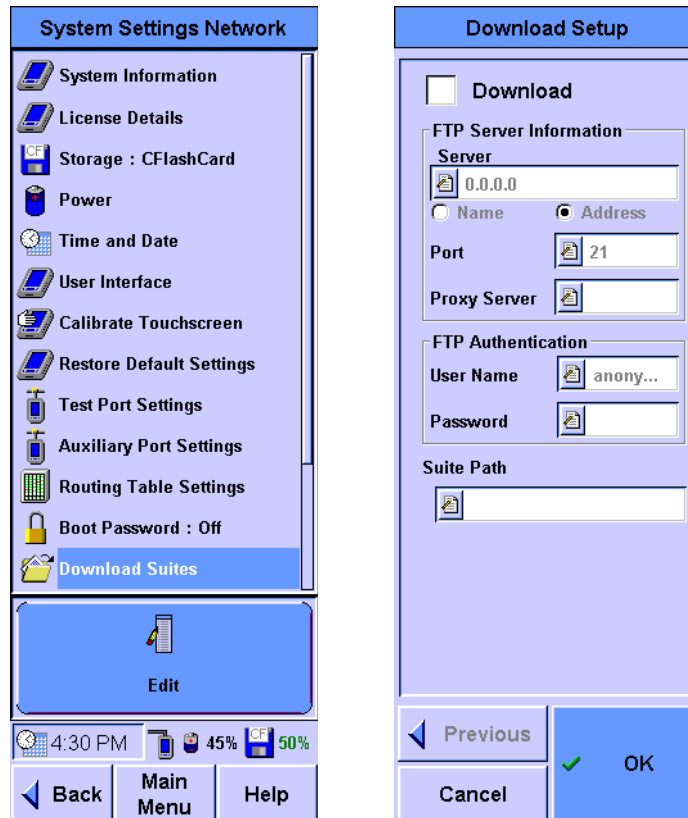 System Settings Network
System Information
License Details
CF
Storage : CFlashCard
Power
Time and Date
User Interface
Calibrate Touchscreen
Restore Default Settings
Test Port Settings
Auxiliary Port Settings
Routing Table Settings
Boot Password : Off
Download Suites
Edit
4:30 PM
45%
CF
50%
Back
Main
Menu
Help
Download Setup
Download
FTP Server Information
Server
0.0.0.0
Name
Address
Port
21
Proxy Server
FTP Authentication
User Name
anony...
Password
Suite Path
Previous
Cancel
OK